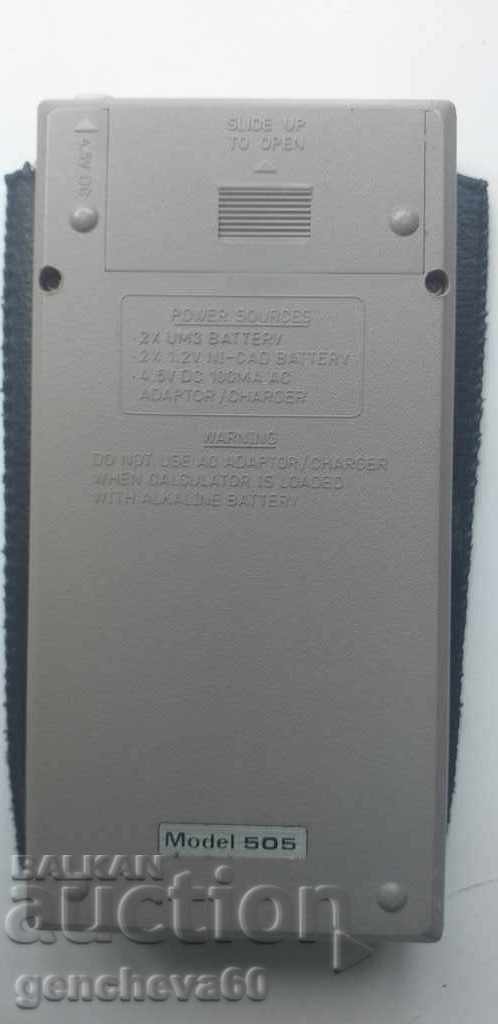 4.5V DC
SLIDE UP
TO OPEN
POWER SOURCES
2X UM3 BATTERY
2X 1.2V NI-CAD BATTERY
4.5V DC 100MA AC
ADAPTOR/CHARGER
WARNING
DO NOT USE AC ADAPTOR/CHARGER
WHEN CALCULATOR IS LOADED
WITH ALKALINE BATTERY
Model 505
BALKAN
auction
gencheva60